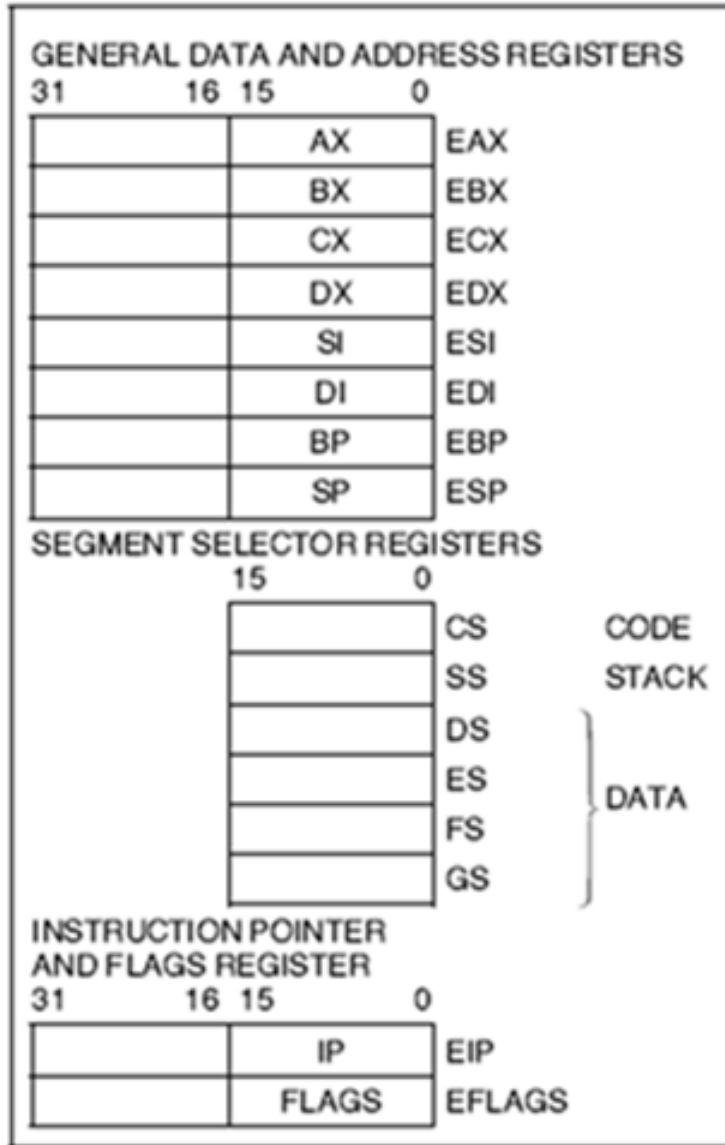 GENERAL DATA AND ADDRESS REGISTERS
31 16 15 0
AX EAX
BX EBX
CX ECX
DX EDX
SI ESI
DI EDI
BP EBP
SP ESP
SEGMENT SELECTOR REGISTERS
15 0
CS CODE
SS STACK
DS
ES
DATA
FS
GS
INSTRUCTION POINTER
AND FLAGS REGISTER
31 16 15 0
IP EIP
FLAGS EFLAGS